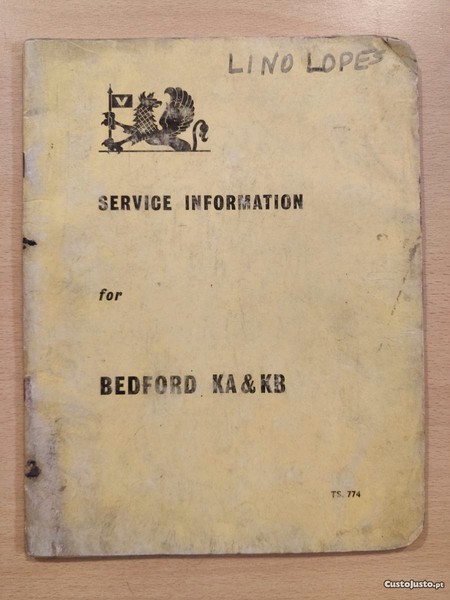 LINO LOPES
V
SERVICE INFORMATION
for
BEDFORD KA & KB
TS. 774
© CustoJusto.pt